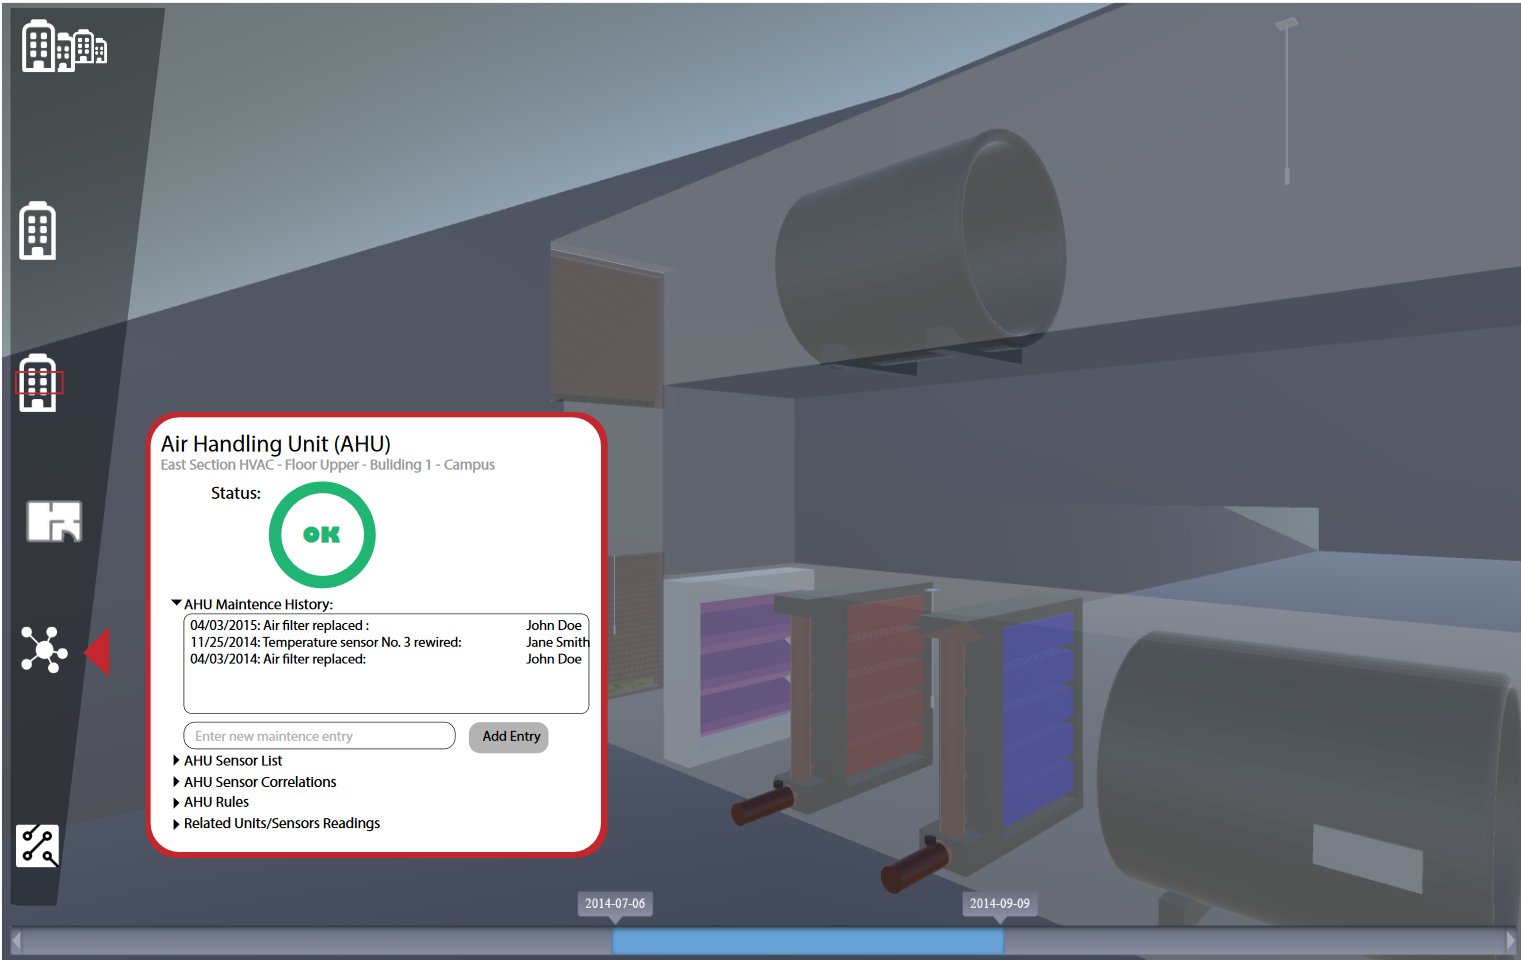 Air Handling Unit (AHU)
East Section HVAC - Floor Upper - Buliding 1 - Campus
Status:
OK
AHU Maintence History:
04/03/2015: Air filter replaced : John Doe
11/25/2014: Temperature sensor No. 3 rewired: Jane Smith
04/03/2014: Air filter replaced: John Doe
Enter new maintence entry Add Entry
AHU Sensor List
AHU Sensor Correlations
AHU Rules
Related Units/Sensors Readings
2014-07-06 2014-09-09